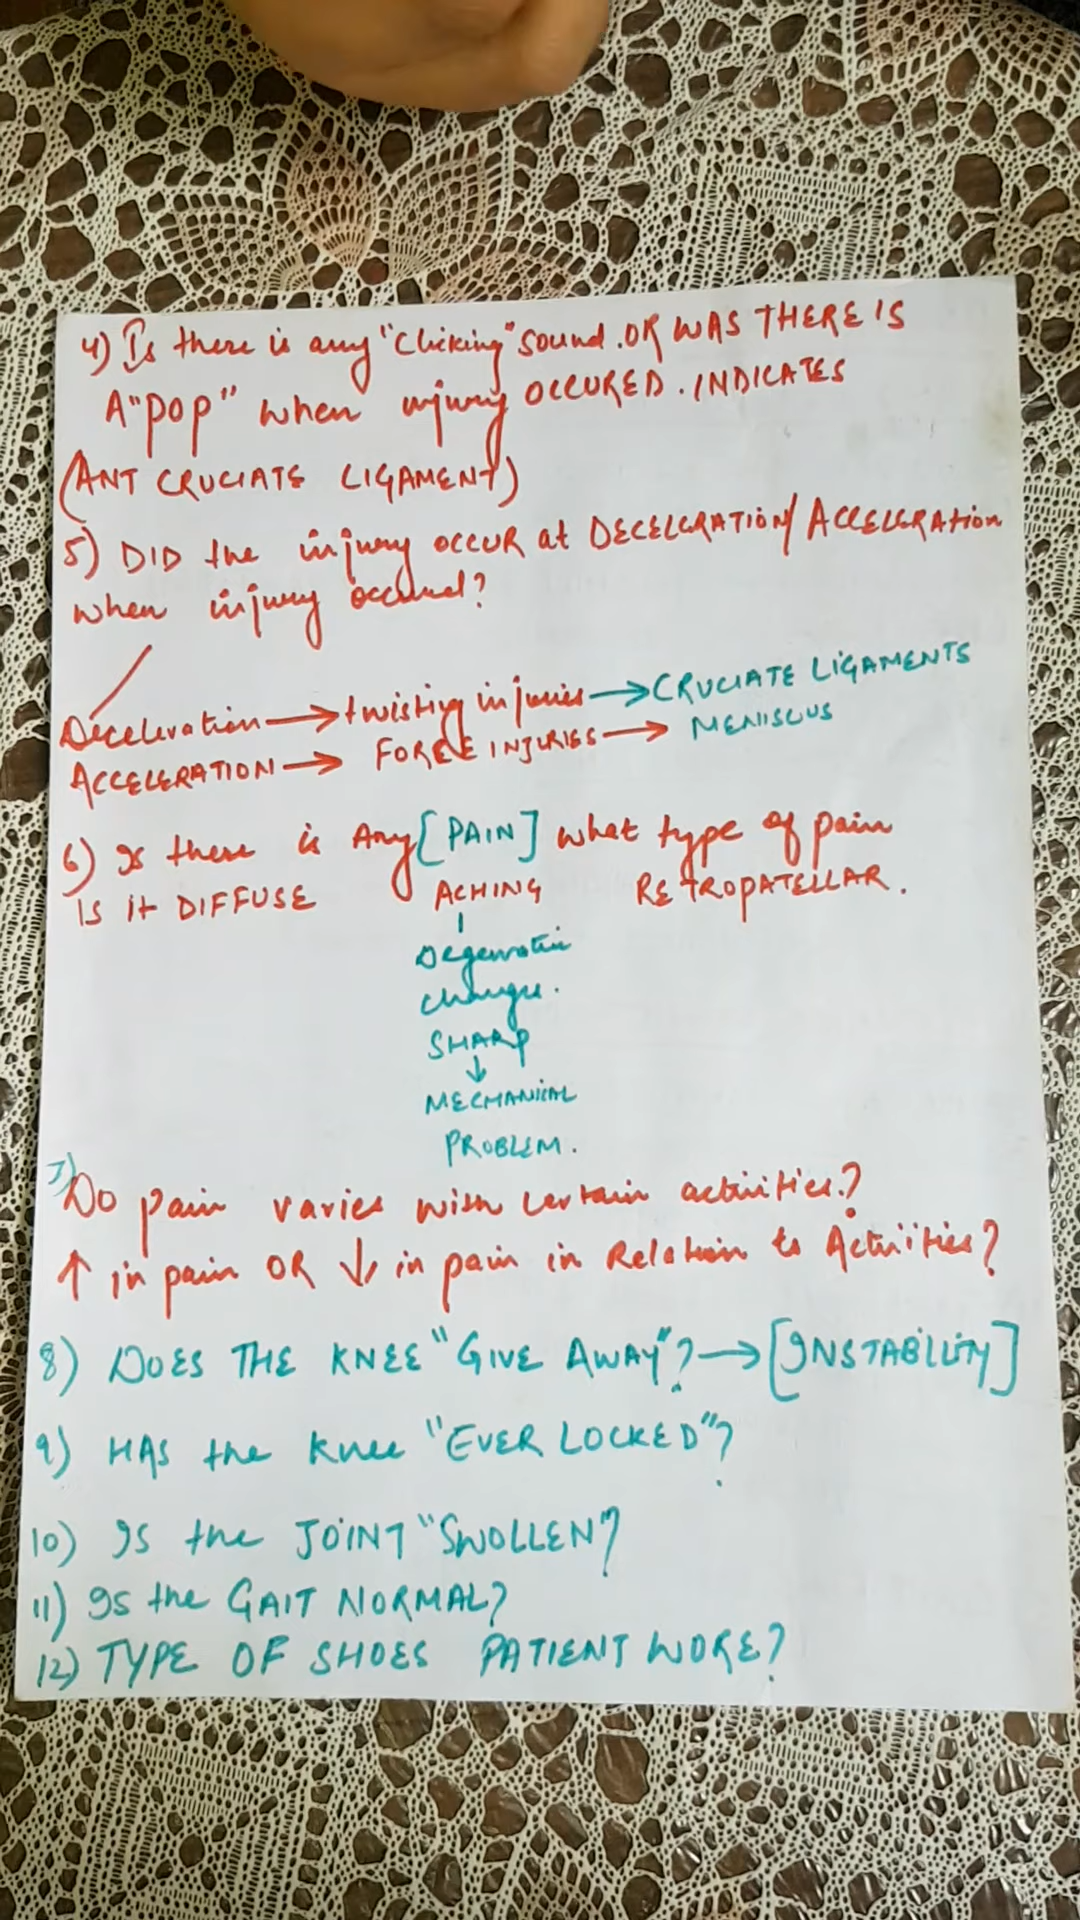 4) Is there is any "Clicking" sound. OR WAS THERE IS
A "POP" when injury OCCURED. INDICATES
(ANT CRUCIATE LIGAMENT)
5) DID the injury OCCUR at DECELERATION/ ACCELERAtion
when injury occured?
Deceleration → twisting injuries → CRUCIATE LIGAMENTS
ACCELERATION → FORCE INJURIES → MENISCUS
6) Is there is Any [PAIN] what type of pain
IS it DIFFUSE ACHING RETROPATELLAR.
Degenerative
change.
SHARP
↓
MECHANICAL
PROBLEM.
7) Do pain varies with certain activities?
↑ in pain OR ↓ in pain in Relation to Activities?
8) DOES THE KNEE "GIVE AWAY"? → [INSTABILITY]
9) HAS the knee "EVER LOCKED"?
10) IS the JOINT "SWOLLEN"?
11) Is the GAIT NORMAL?
12) TYPE OF SHOES PATIENT WORE?